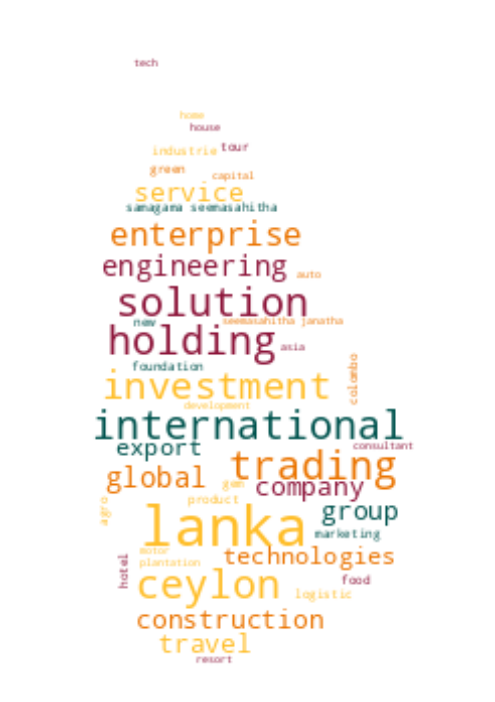 tech
home
house
industrie tour
green
capital
service
samagama seemasahitha
enterprise
engineering
auto
solution
new
seemasahitha janatha
holding
asia
colombo
foundation
investment
development
international
export
consultant
trading
global
gem
company
product
agro
group
lanka
marketing
motor
technologies
plantation
hotel
food
ceylon
logistic
construction
travel
resort